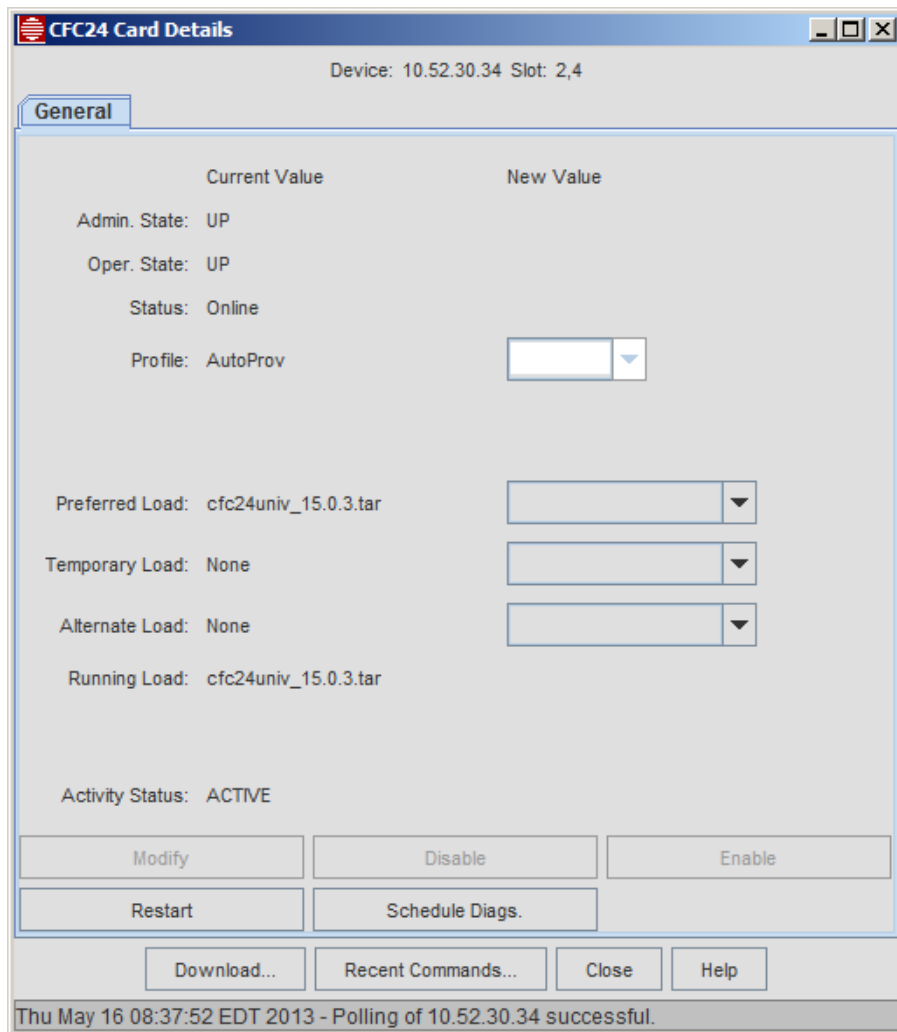 CFC24 Card Details
Device: 10.52.30.34 Slot: 2,4
General
Current Value New Value
Admin. State: UP
Oper. State: UP
Status: Online
Profile: AutoProv
Preferred Load: cfc24univ_15.0.3.tar
Temporary Load: None
Alternate Load: None
Running Load: cfc24univ_15.0.3.tar
Activity Status: ACTIVE
Modify Disable Enable
Restart Schedule Diags.
Download... Recent Commands... Close Help
Thu May 16 08:37:52 EDT 2013 - Polling of 10.52.30.34 successful.